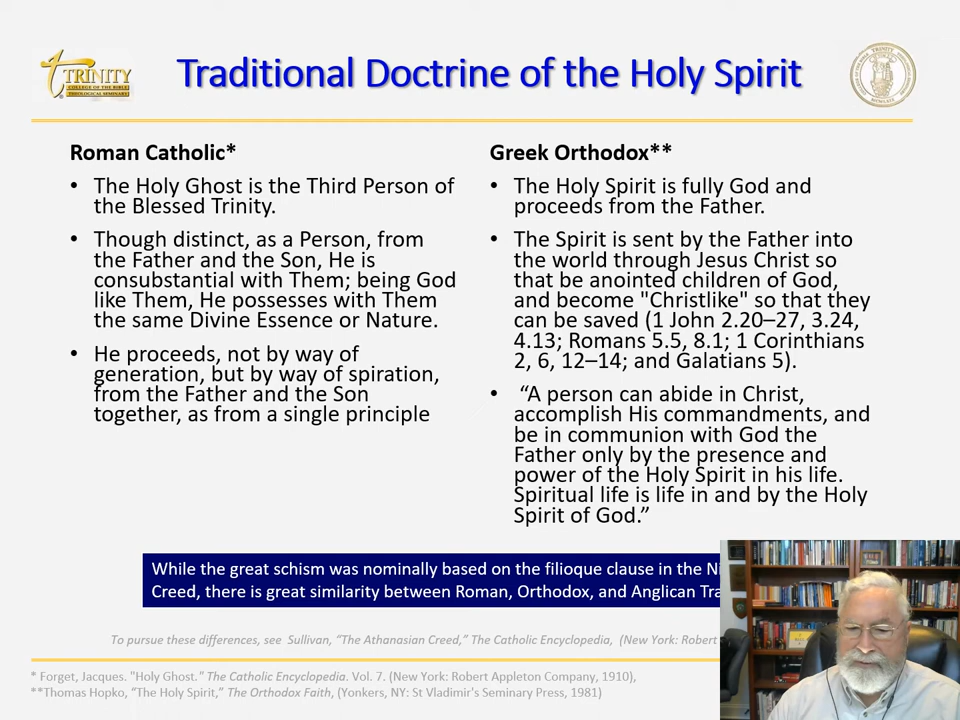 TRINITY
COLLEGE OF THE BIBLE
THEOLOGICAL SEMINARY
Traditional Doctrine of the Holy Spirit
Roman Catholic*
• The Holy Ghost is the Third Person of
the Blessed Trinity.
• Though distinct, as a Person, from
the Father and the Son, He is
consubstantial with Them; being God
like Them, He possesses with Them
the same Divine Essence or Nature.
• He proceeds, not by way of
generation, but by way of spiration,
from the Father and the Son
together, as from a single principle
Greek Orthodox**
• The Holy Spirit is fully God and
proceeds from the Father.
• The Spirit is sent by the Father into
the world through Jesus Christ so
that be anointed children of God,
and become "Christlike" so that they
can be saved (1 John 2.20–27, 3.24,
4.13; Romans 5.5, 8.1; 1 Corinthians
2, 6, 12–14; and Galatians 5).
• “A person can abide in Christ,
accomplish His commandments, and
be in communion with God the
Father only by the presence and
power of the Holy Spirit in his life.
Spiritual life is life in and by the Holy
Spirit of God.”
While the great schism was nominally based on the filioque clause in the
Creed, there is great similarity between Roman, Orthodox, and Anglican
To pursue these differences, see Sullivan, “The Athanasian Creed,” The Catholic Encyclopedia, (New York: Robert
* Forget, Jacques. "Holy Ghost." The Catholic Encyclopedia. Vol. 7. (New York: Robert Appleton Company, 1910),
**Thomas Hopko, “The Holy Spirit,” The Orthodox Faith, (Yonkers, NY: St Vladimir's Seminary Press, 1981)